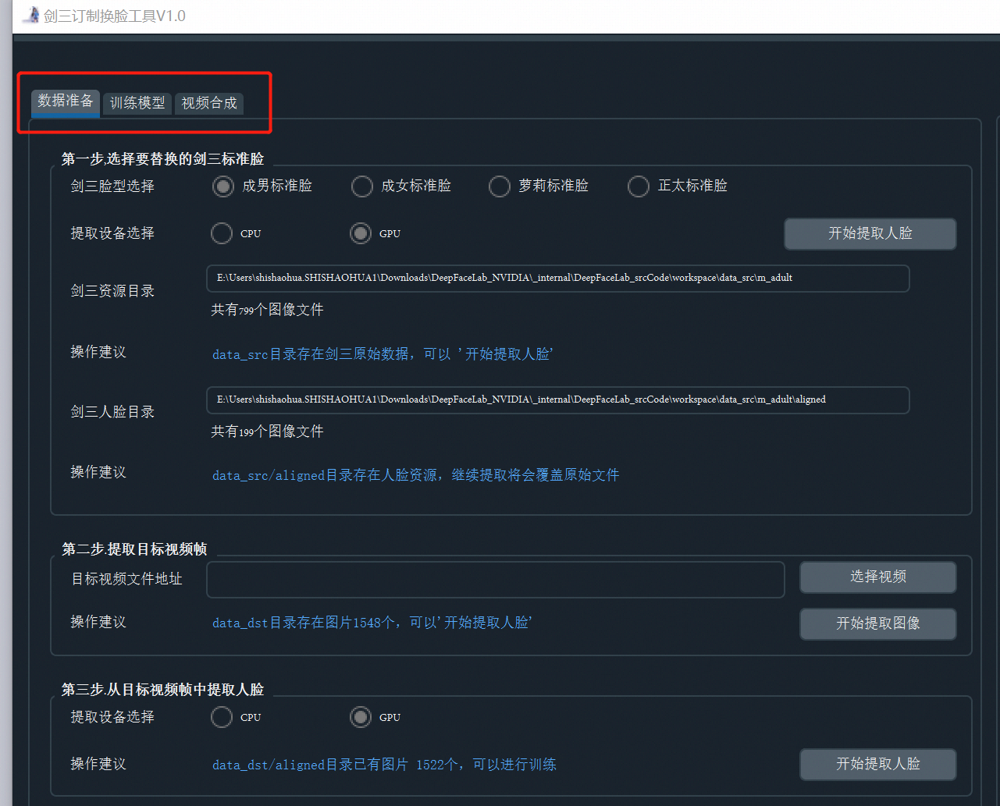 剑三订制换脸工具V1.0
数据准备 训练模型 视频合成
第一步,选择要替换的剑三标准脸
剑三脸型选择 成男标准脸 成女标准脸 萝莉标准脸 正太标准脸
提取设备选择 CPU GPU 开始提取人脸
剑三资源目录 E:\Users\shishaohua.SHISHAOHUA1\Downloads\DeepFaceLab_NVIDIA\_internal\DeepFaceLab_srcCode\workspace\data_src\m_adult
共有799个图像文件
操作建议 data_src目录存在剑三原始数据，可以 '开始提取人脸'
剑三人脸目录 E:\Users\shishaohua.SHISHAOHUA1\Downloads\DeepFaceLab_NVIDIA\_internal\DeepFaceLab_srcCode\workspace\data_src\m_adult\aligned
共有199个图像文件
操作建议 data_src/aligned目录存在人脸资源，继续提取将会覆盖原始文件
第二步.提取目标视频帧
目标视频文件地址 选择视频
操作建议 data_dst目录存在图片1548个，可以'开始提取人脸' 开始提取图像
第三步.从目标视频帧中提取人脸
提取设备选择 CPU GPU
操作建议 data_dst/aligned目录已有图片 1522个，可以进行训练 开始提取人脸